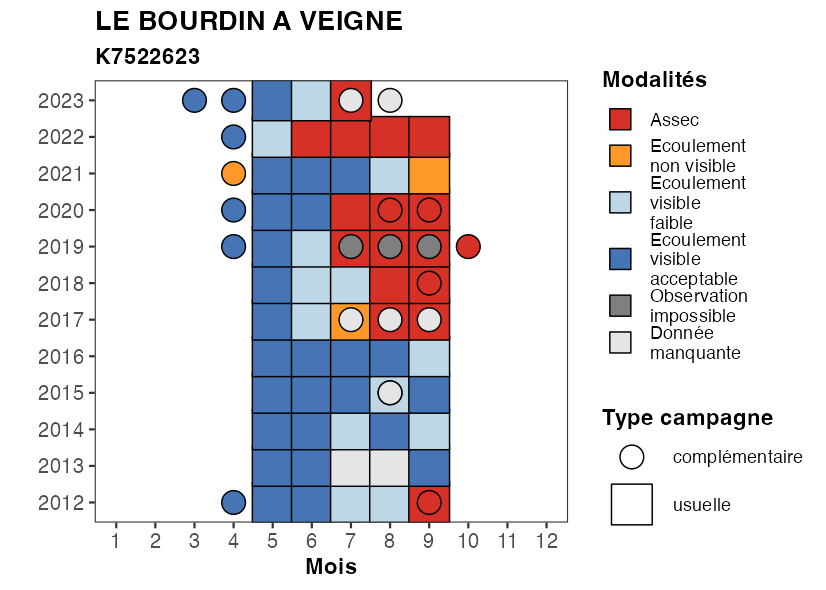 LE BOURDIN A VEIGNE
K7522623
2023
2022
2021
2020
2019
2018
2017
2016
2015
2014
2013
2012
1 2 3 4 5 6 7 8 9 10 11 12
Mois
Modalités
Assec
Ecoulement
non visible
Ecoulement
visible
faible
Ecoulement
visible
acceptable
Observation
impossible
Donnée
manquante
Type campagne
complémentaire
usuelle